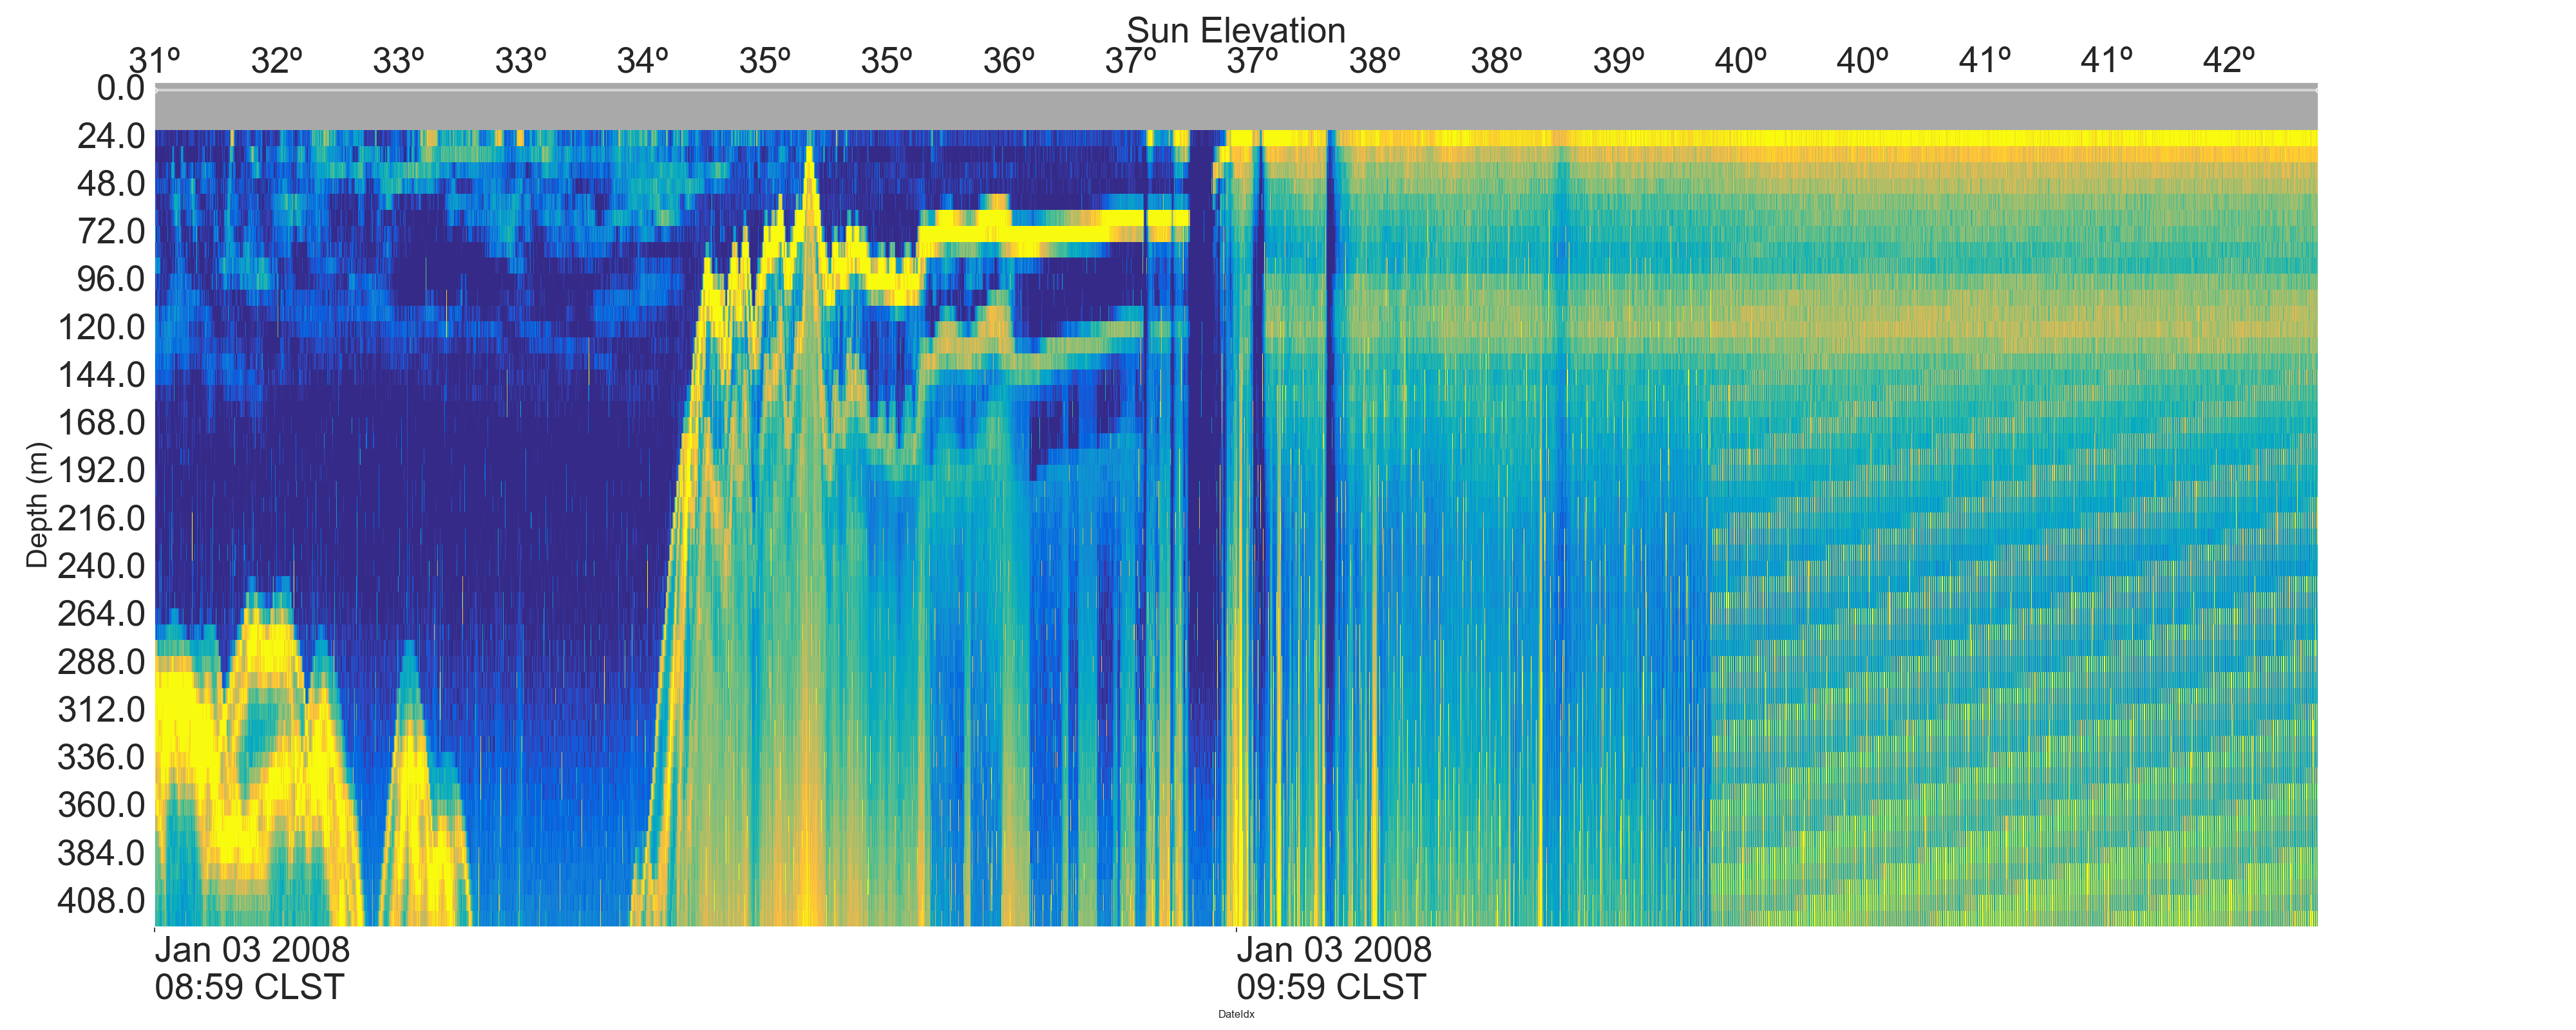 Sun Elevation
31º 32º 33º 33º 34º 35º 35º 36º 37º 37º 38º 38º 39º 40º 40º 41º 41º 42º
0.0
24.0
48.0
72.0
96.0
120.0
144.0
168.0
192.0
216.0
240.0
264.0
288.0
312.0
336.0
360.0
384.0
408.0
Depth (m)
Jan 03 2008
08:59 CLST
Jan 03 2008
09:59 CLST
DateIdx